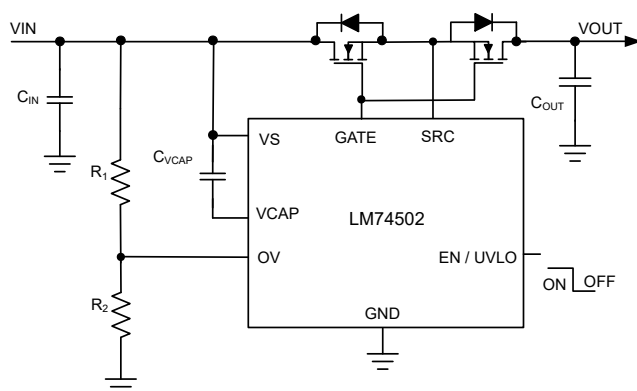 VIN
VOUT
C_IN
C_OUT
VS
GATE
SRC
C_VCAP
R_1
VCAP
LM74502
OV
EN / UVLO
ON
OFF
R_2
GND